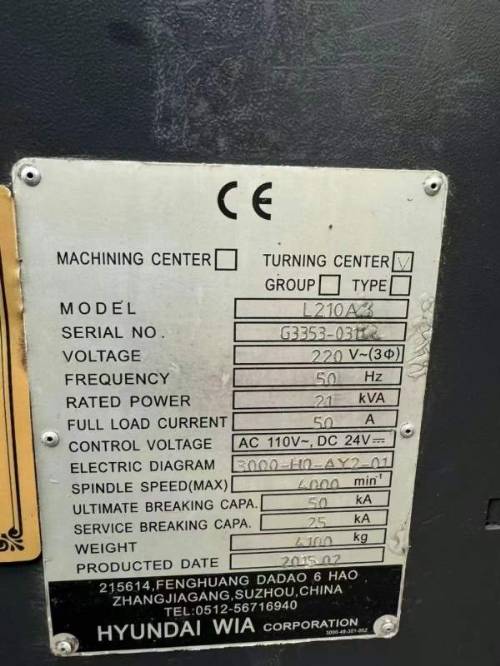 CE
MACHINING CENTER TURNING CENTER V
GROUP TYPE
MODEL
SERIAL NO.
VOLTAGE 220 V~(3Φ)
FREQUENCY 50 Hz
RATED POWER 21 kVA
FULL LOAD CURRENT 50 A
CONTROL VOLTAGE AC 110V~, DC 24V⎓
ELECTRIC DIAGRAM 3000-H0-AY2-01
SPINDLE SPEED(MAX) 4000 min⁻¹
ULTIMATE BREAKING CAPA. 50 kA
SERVICE BREAKING CAPA. 25 kA
WEIGHT 4100 kg
PRODUCTED DATE 2015.02
215614,FENGHUANG DADAO 6 HAO
ZHANGJIAGANG,SUZHOU,CHINA
TEL:0512-56716940
HYUNDAI WIA CORPORATION